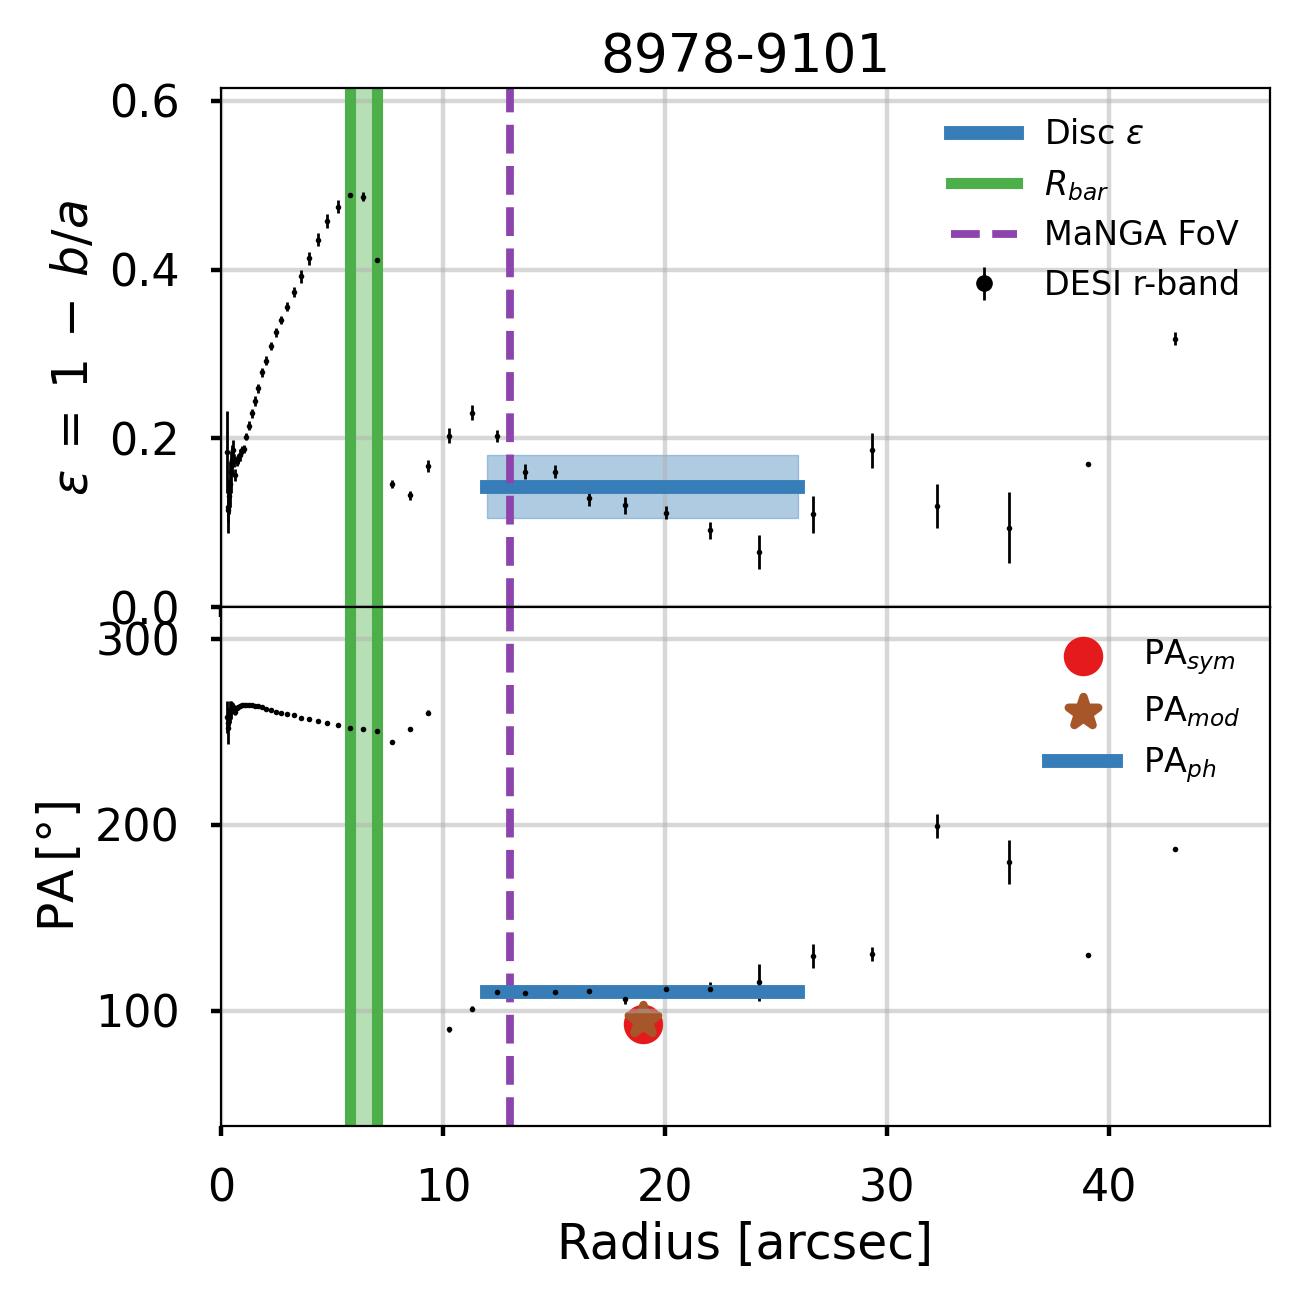 8978-9101
0.6
0.4
0.2
0.0
ε = 1 − b/a
Disc ε
R_bar
MaNGA FoV
DESI r-band
300
200
100
PA [°]
PA_sym
PA_mod
PA_ph
0 10 20 30 40
Radius [arcsec]